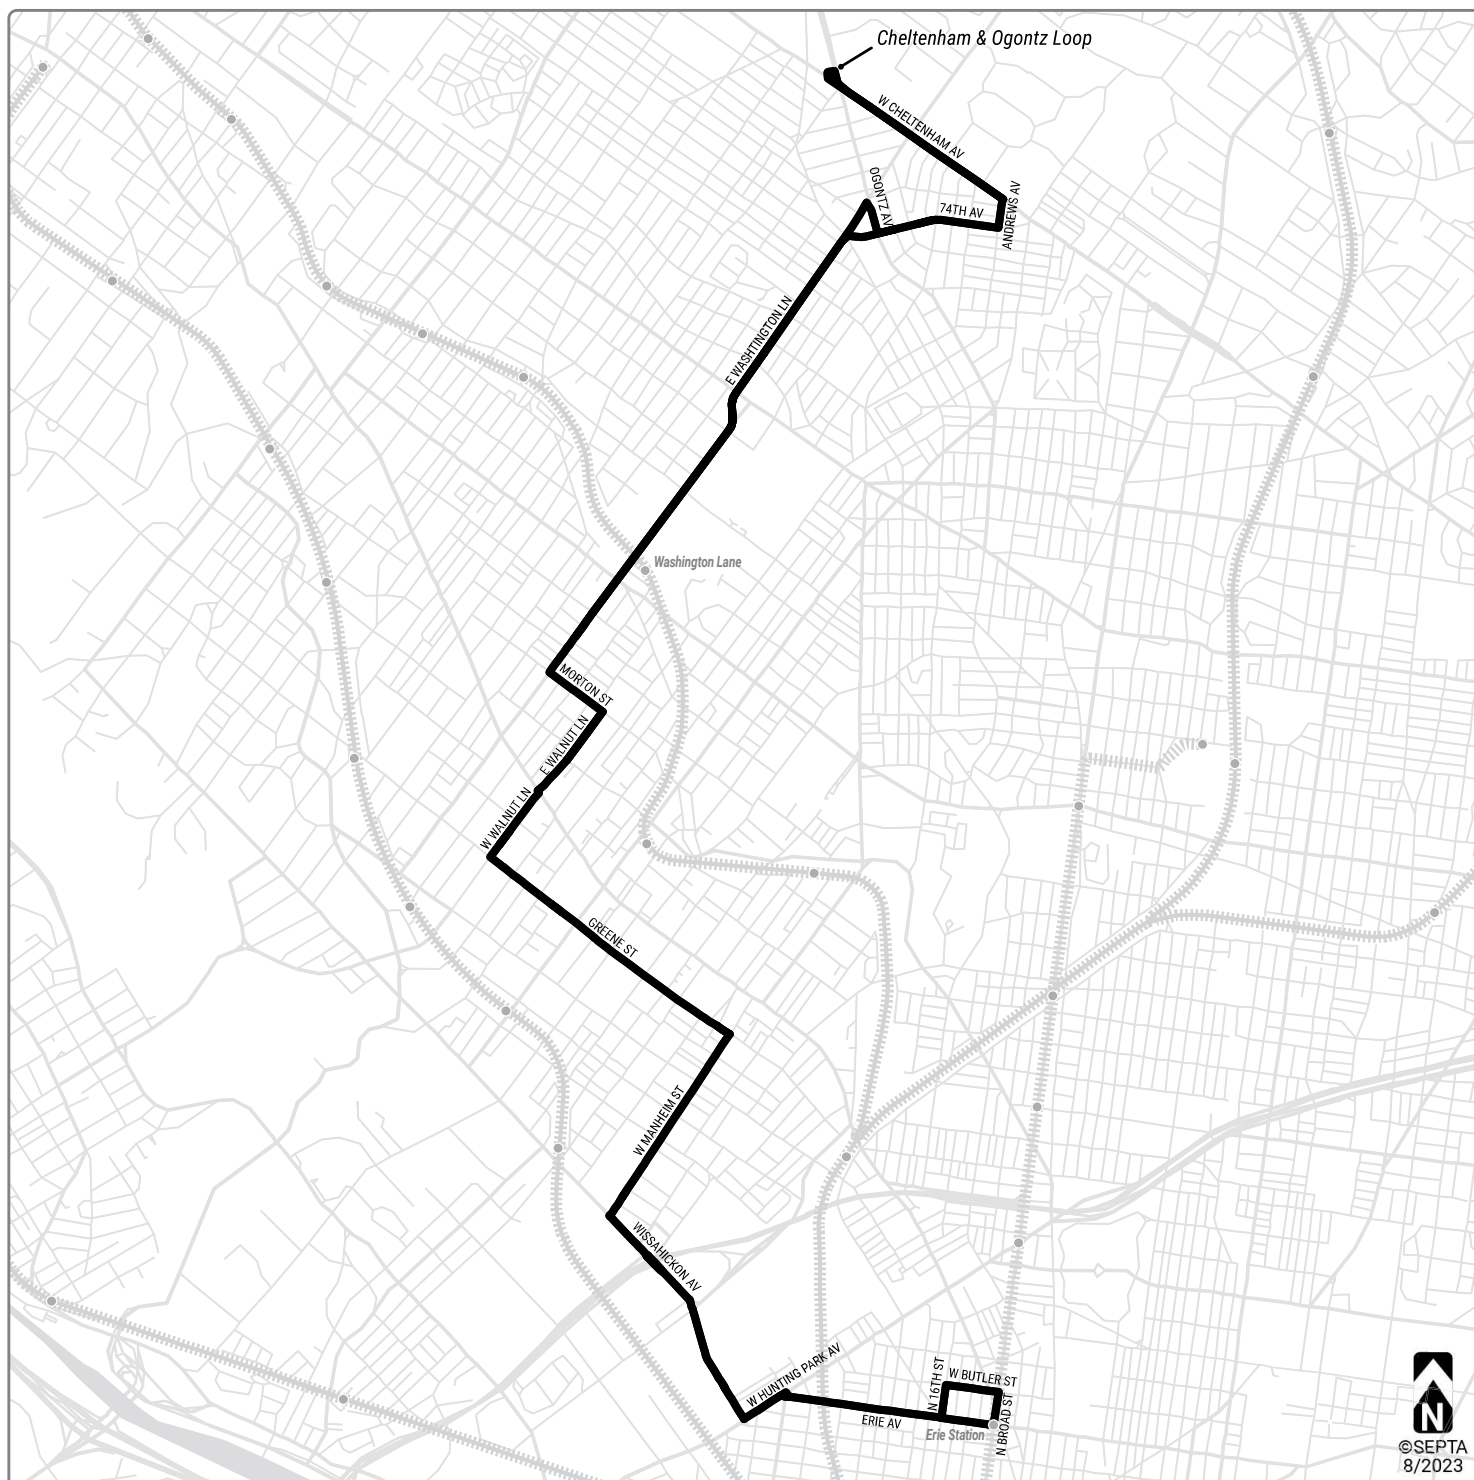 Cheltenham & Ogontz Loop
W CHELTENHAM AV
OGONTZ AV
74TH AV
ANDREWS AV
E WASHTINGTON LN
Washington Lane
MORTON ST
E WALNUT LN
W WALNUT LN
GREENE ST
W MANHEIM ST
WISSAHICKON AV
W HUNTING PARK AV
N 16TH ST
W BUTLER ST
ERIE AV
Erie Station
N BROAD ST
N
©SEPTA
8/2023